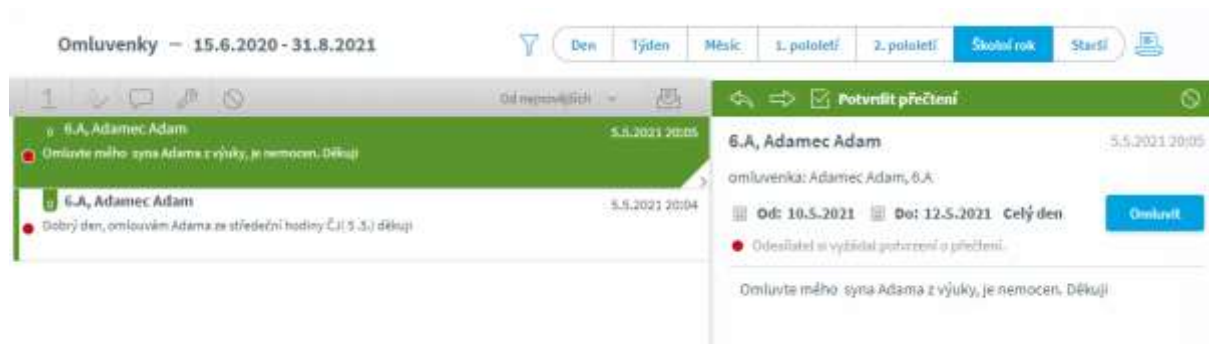 Omluvenky – 15.6.2020 - 31.8.2021
Den Týden Měsíc 1. pololetí 2. pololetí Školní rok Starší
Od nejnovějších
Potvrdit přečtení
6.A, Adamec Adam 5.5.2021 20:05
Omluvte mého syna Adama z výuky, je nemocen. Děkuji
6.A, Adamec Adam 5.5.2021 20:04
Dobrý den, omlouvám Adama ze středeční hodiny ČJ( 5 .5.) děkuji
6.A, Adamec Adam 5.5.2021 20:05
omluvenka: Adamec Adam, 6.A
Od: 10.5.2021 Do: 12.5.2021 Celý den Omluvit
Odesílatel si vyžádal potvrzení o přečtení.
Omluvte mého syna Adama z výuky, je nemocen. Děkuji